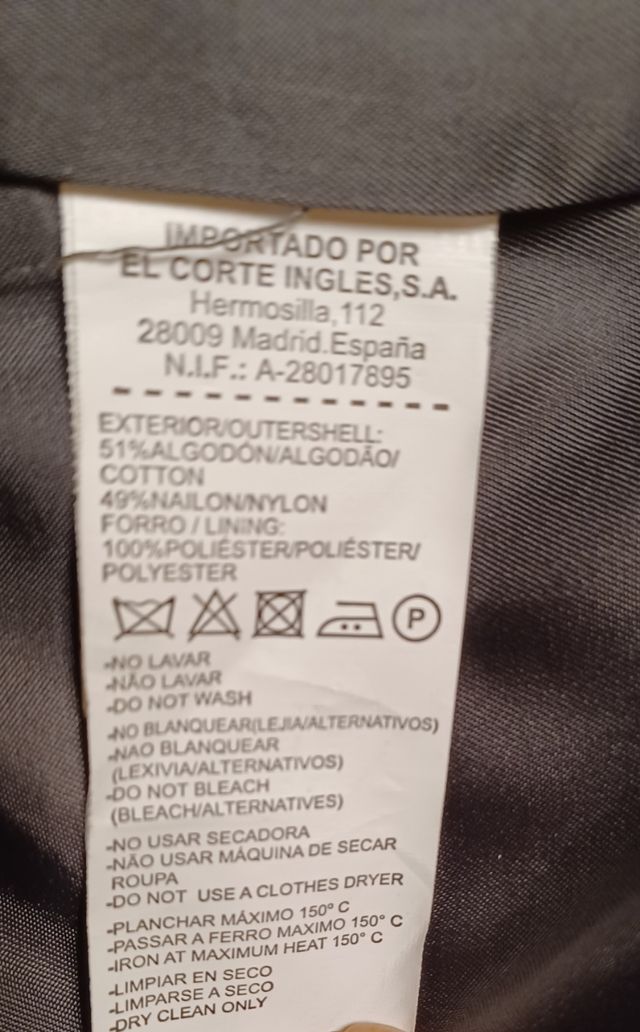 IMPORTADO POR
EL CORTE INGLES,S.A.
Hermosilla,112
28009 Madrid.España
N.I.F.: A-28017895
EXTERIOR/OUTERSHELL:
51%ALGODÓN/ALGODÃO/
COTTON
49%NAILON/NYLON
FORRO / LINING:
100%POLIÉSTER/POLIÉSTER/
POLYESTER
P
-NO LAVAR
-NÃO LAVAR
-DO NOT WASH
-NO BLANQUEAR(LEJIA/ALTERNATIVOS)
-NAO BLANQUEAR
(LEXIVIA/ALTERNATIVOS)
-DO NOT BLEACH
(BLEACH/ALTERNATIVES)
-NO USAR SECADORA
-NÃO USAR MÁQUINA DE SECAR
ROUPA
-DO NOT USE A CLOTHES DRYER
-PLANCHAR MÁXIMO 150º C
-PASSAR A FERRO MAXIMO 150° C
-IRON AT MAXIMUM HEAT 150° C
-LIMPIAR EN SECO
-LIMPARSE A SECO
-DRY CLEAN ONLY